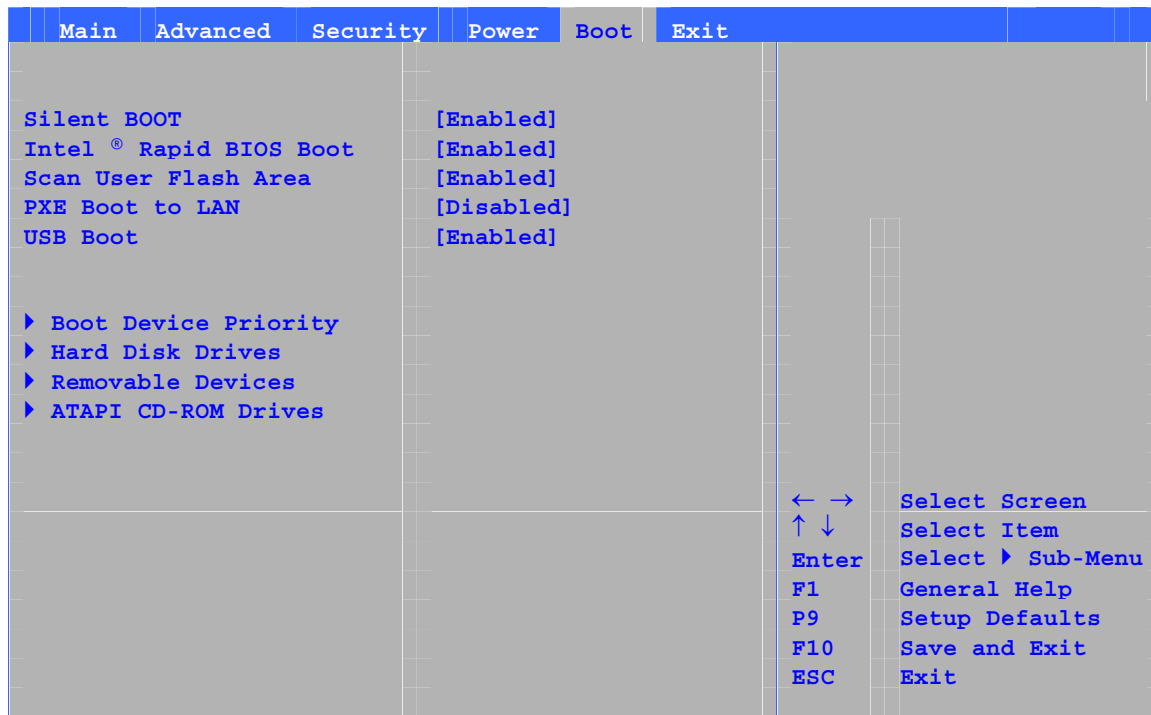 Main Advanced Security Power Boot Exit
Silent BOOT [Enabled]
Intel ® Rapid BIOS Boot [Enabled]
Scan User Flash Area [Enabled]
PXE Boot to LAN [Disabled]
USB Boot [Enabled]
▶ Boot Device Priority
▶ Hard Disk Drives
▶ Removable Devices
▶ ATAPI CD-ROM Drives
← → Select Screen
↑ ↓ Select Item
Enter Select ▶ Sub-Menu
F1 General Help
P9 Setup Defaults
F10 Save and Exit
ESC Exit